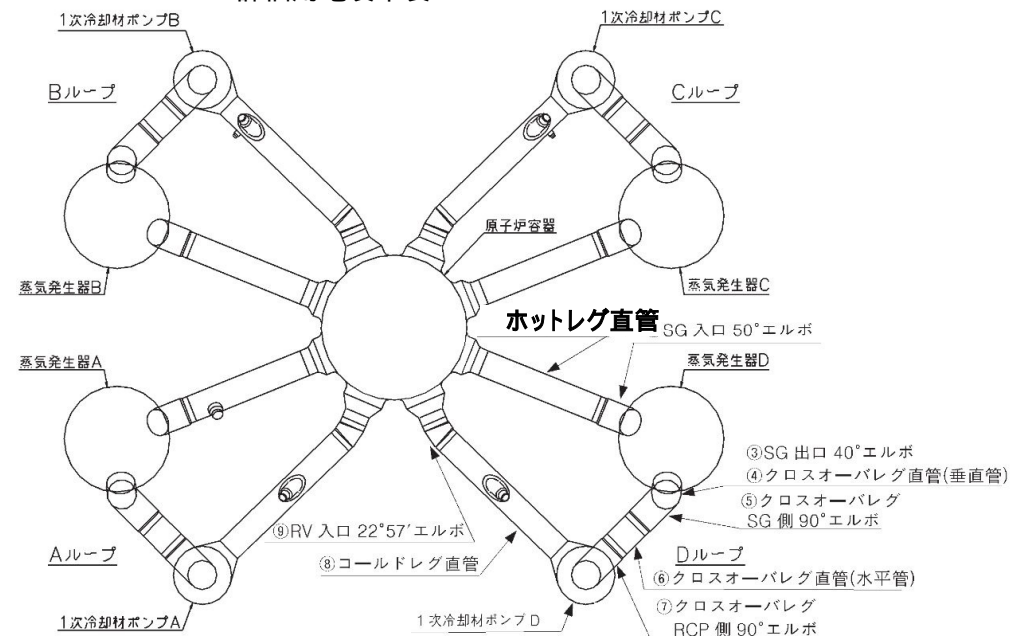 1次冷却材ポンプB
1次冷却材ポンプC
Bループ
Cループ
原子炉容器
蒸気発生器B
蒸気発生器C
ホットレグ直管
SG 入口 50°エルボ
蒸気発生器A
蒸気発生器D
③SG 出口 40°エルボ
④クロスオーバレグ直管(垂直管)
⑤クロスオーバレグ
SG 側 90°エルボ
⑨RV 入口 22°57′エルボ
Aループ
⑧コールドレグ直管
Dループ
⑥クロスオーバレグ直管(水平管)
⑦クロスオーバレグ
RCP 側 90°エルボ
1次冷却材ポンプA
1次冷却材ポンプD